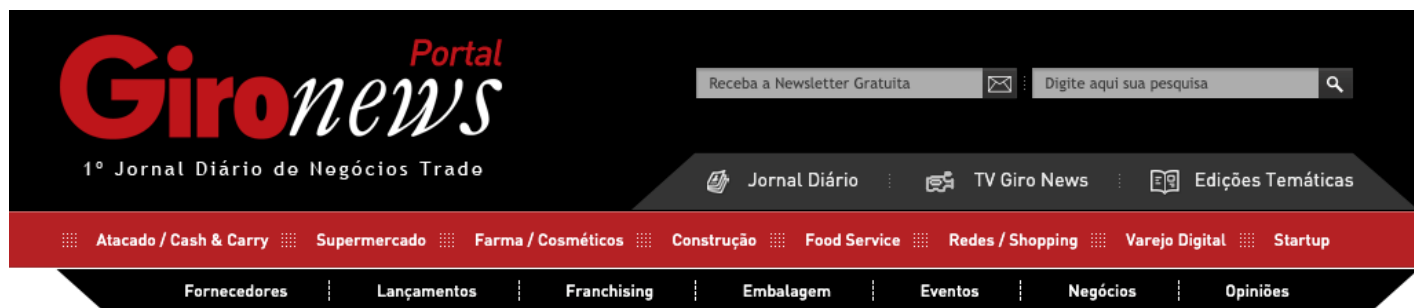 Portal
Gironews
1º Jornal Diário de Negócios Trade
Receba a Newsletter Gratuita Digite aqui sua pesquisa
Jornal Diário TV Giro News Edições Temáticas
Atacado / Cash & Carry Supermercado Farma / Cosméticos Construção Food Service Redes / Shopping Varejo Digital Startup
Fornecedores Lançamentos Franchising Embalagem Eventos Negócios Opiniões